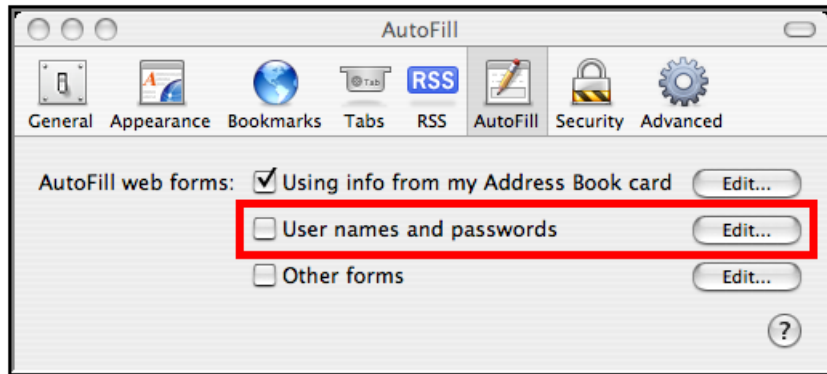 AutoFill
Tab RSS
General Appearance Bookmarks Tabs RSS AutoFill Security Advanced
AutoFill web forms: Using info from my Address Book card Edit...
User names and passwords Edit...
Other forms Edit...
?